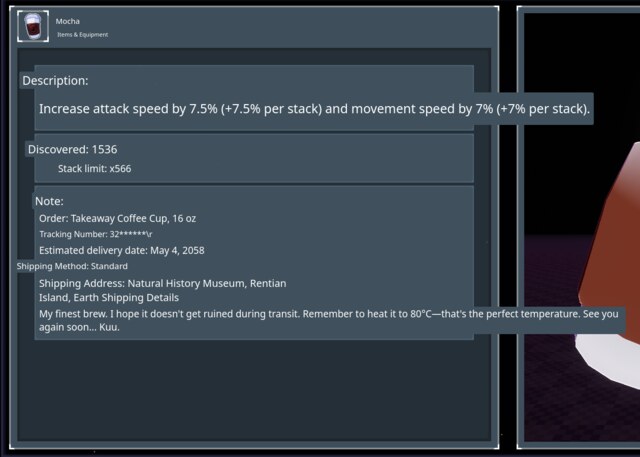 Mocha
Items & Equipment
Description:
Increase attack speed by 7.5% (+7.5% per stack) and movement speed by 7% (+7% per stack).
Discovered: 1536
Stack limit: x566
Note:
Order: Takeaway Coffee Cup, 16 oz
Tracking Number: 32******\r
Estimated delivery date: May 4, 2058
Shipping Method: Standard
Shipping Address: Natural History Museum, Rentian
Island, Earth Shipping Details
My finest brew. I hope it doesn't get ruined during transit. Remember to heat it to 80°C—that's the perfect temperature. See you
again soon... Kuu.